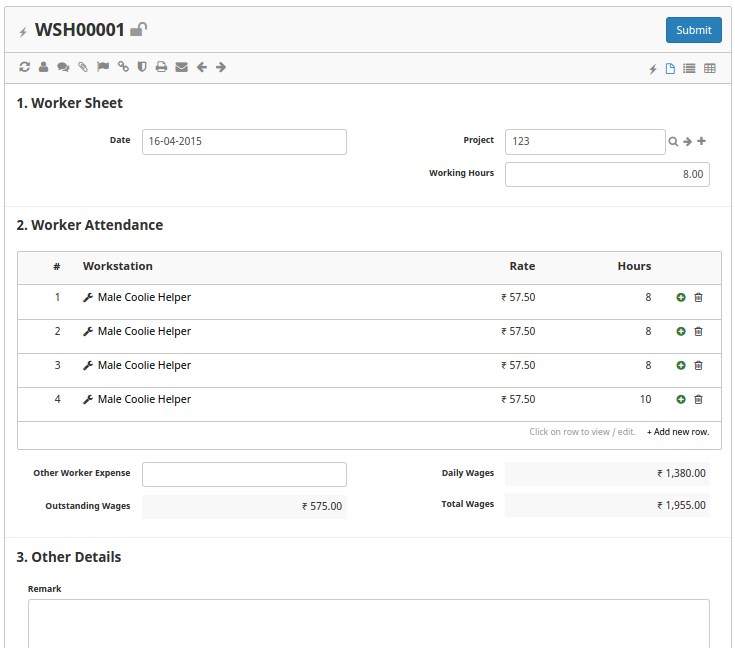 WSH00001
Submit
1. Worker Sheet
Date 16-04-2015 Project 123
Working Hours 8.00
2. Worker Attendance
# Workstation Rate Hours
1 Male Coolie Helper ₹ 57.50 8
2 Male Coolie Helper ₹ 57.50 8
3 Male Coolie Helper ₹ 57.50 8
4 Male Coolie Helper ₹ 57.50 10
Click on row to view / edit. + Add new row.
Other Worker Expense Daily Wages ₹ 1,380.00
Outstanding Wages ₹ 575.00 Total Wages ₹ 1,955.00
3. Other Details
Remark